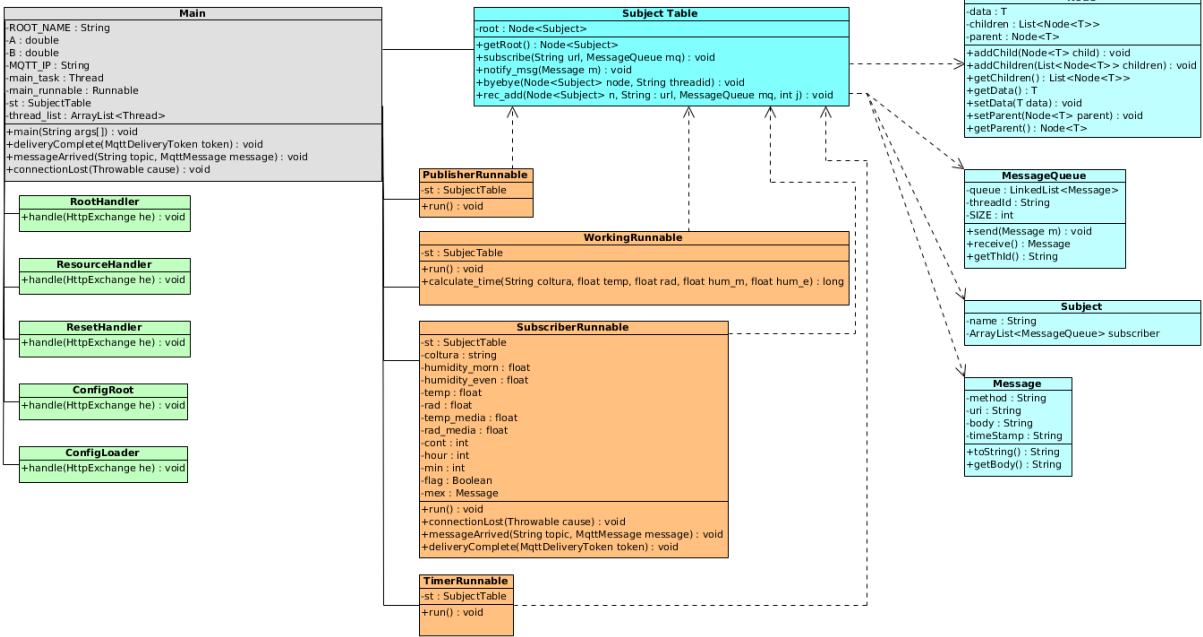 Main
-ROOT_NAME : String
-A : double
-B : double
-MQTT_IP : String
-main_task : Thread
-main_runnable : Runnable
-st : SubjectTable
-thread_list : ArrayList<Thread>
+main(String args[]) : void
+deliveryComplete(MqttDeliveryToken token) : void
+messageArrived(String topic, MqttMessage message) : void
+connectionLost(Throwable cause) : void
RootHandler
+handle(HttpExchange he) : void
ResourceHandler
+handle(HttpExchange he) : void
ResetHandler
+handle(HttpExchange he) : void
ConfigRoot
+handle(HttpExchange he) : void
ConfigLoader
+handle(HttpExchange he) : void
Subject Table
-root : Node<Subject>
+getRoot() : Node<Subject>
+subscribe(String url, MessageQueue mq) : void
+notify_msg(Message m) : void
+byebye(Node<Subject> node, String threadid) : void
+rec_add(Node<Subject> n, String : url, MessageQueue mq, int j) : void
PublisherRunnable
-st : SubjectTable
+run() : void
WorkingRunnable
-st : SubjecTable
+run() : void
+calculate_time(String coltura, float temp, float rad, float hum_m, float hum_e) : long
SubscriberRunnable
-st : SubjectTable
-coltura : string
-humidity_morn : float
-humidity_even : float
-temp : float
-rad : float
-temp_media : float
-rad_media : float
-cont : int
-hour : int
-min : int
-flag : Boolean
-mex : Message
+run() : void
+connectionLost(Throwable cause) : void
+messageArrived(String topic, MqttMessage message) : void
+deliveryComplete(MqttDeliveryToken token) : void
TimerRunnable
-st : SubjectTable
+run() : void
-data : T
-children : List<Node<T>>
-parent : Node<T>
+addChild(Node<T> child) : void
+addChildren(List<Node<T>> children) : void
+getChildren() : List<Node<T>>
+getData() : T
+setData(T data) : void
+setParent(Node<T> parent) : void
+getParent() : Node<T>
MessageQueue
-queue : LinkedList<Message>
-threadId : String
-SIZE : int
+send(Message m) : void
+receive() : Message
+getThId() : String
Subject
-name : String
-ArrayList<MessageQueue> subscriber
Message
-method : String
-uri : String
-body : String
-timeStamp : String
+toString() : String
+getBody() : String